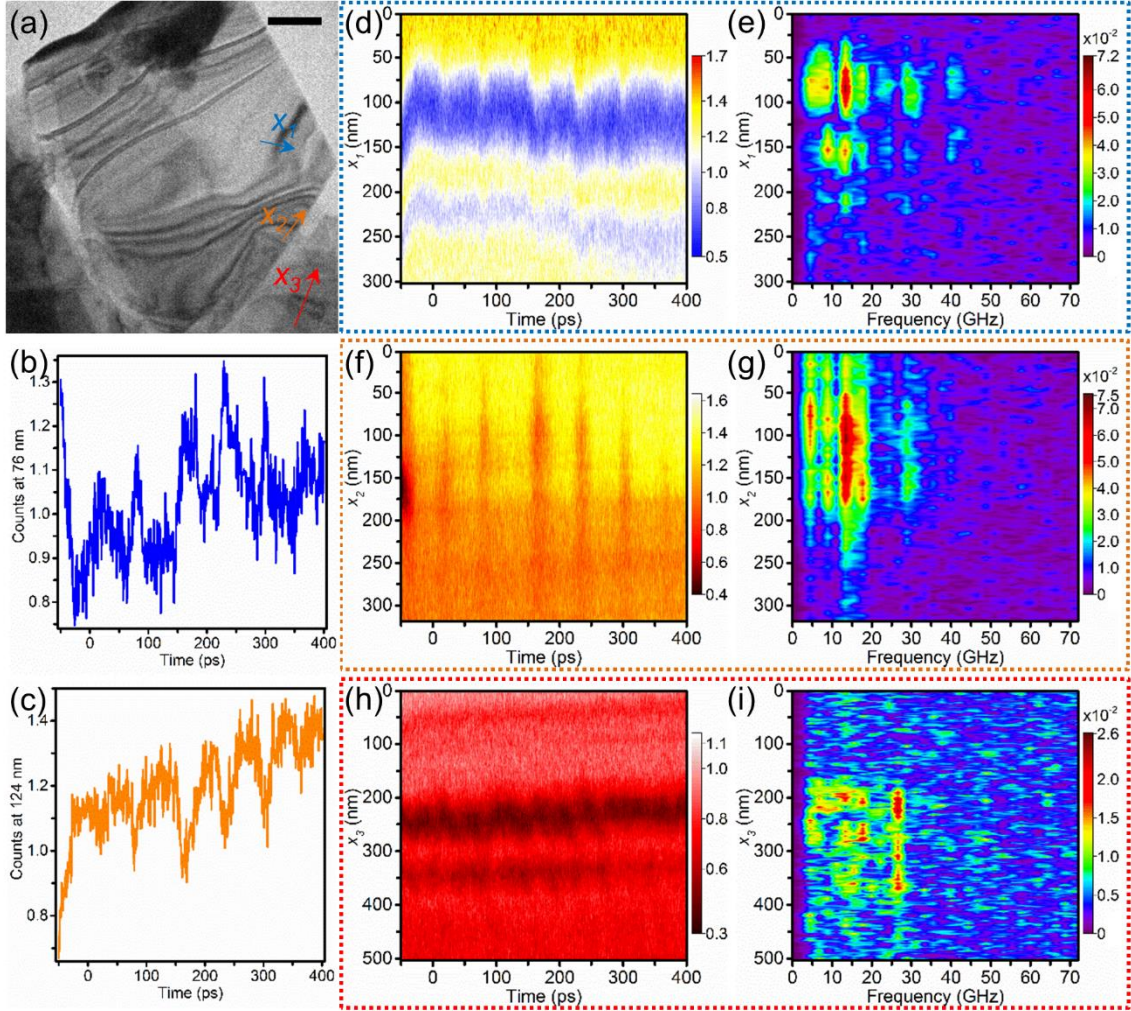 (a)
x1
x2
x3
(d)
0
50
100
150
200
250
300
x1 (nm)
0 100 200 300 400
Time (ps)
1.7
1.4
1.2
1.0
0.8
0.5
(e)
0
50
100
150
200
250
300
x1 (nm)
0 10 20 30 40 50 60 70
Frequency (GHz)
x10-2
7.2
6.0
5.0
4.0
3.0
2.0
1.0
0
(b)
1.3
1.2
1.1
1.0
0.9
0.8
Counts at 76 nm
0 100 200 300 400
Time (ps)
(f)
0
50
100
150
200
250
300
x2 (nm)
0 100 200 300 400
Time (ps)
1.6
1.4
1.2
1.0
0.8
0.6
0.4
(g)
0
50
100
150
200
250
300
x2 (nm)
0 10 20 30 40 50 60 70
Frequency (GHz)
x10-2
7.5
7.0
6.0
5.0
4.0
3.0
2.0
1.0
0
(c)
1.4
1.2
1.0
0.8
Counts at 124 nm
0 100 200 300 400
Time (ps)
(h)
0
100
200
300
400
500
x3 (nm)
0 100 200 300 400
Time (ps)
1.1
1.0
0.8
0.6
0.5
0.3
(i)
0
100
200
300
400
500
x3 (nm)
0 10 20 30 40 50 60 70
Frequency (GHz)
x10-2
2.6
2.5
2.0
1.5
1.0
0.5
0